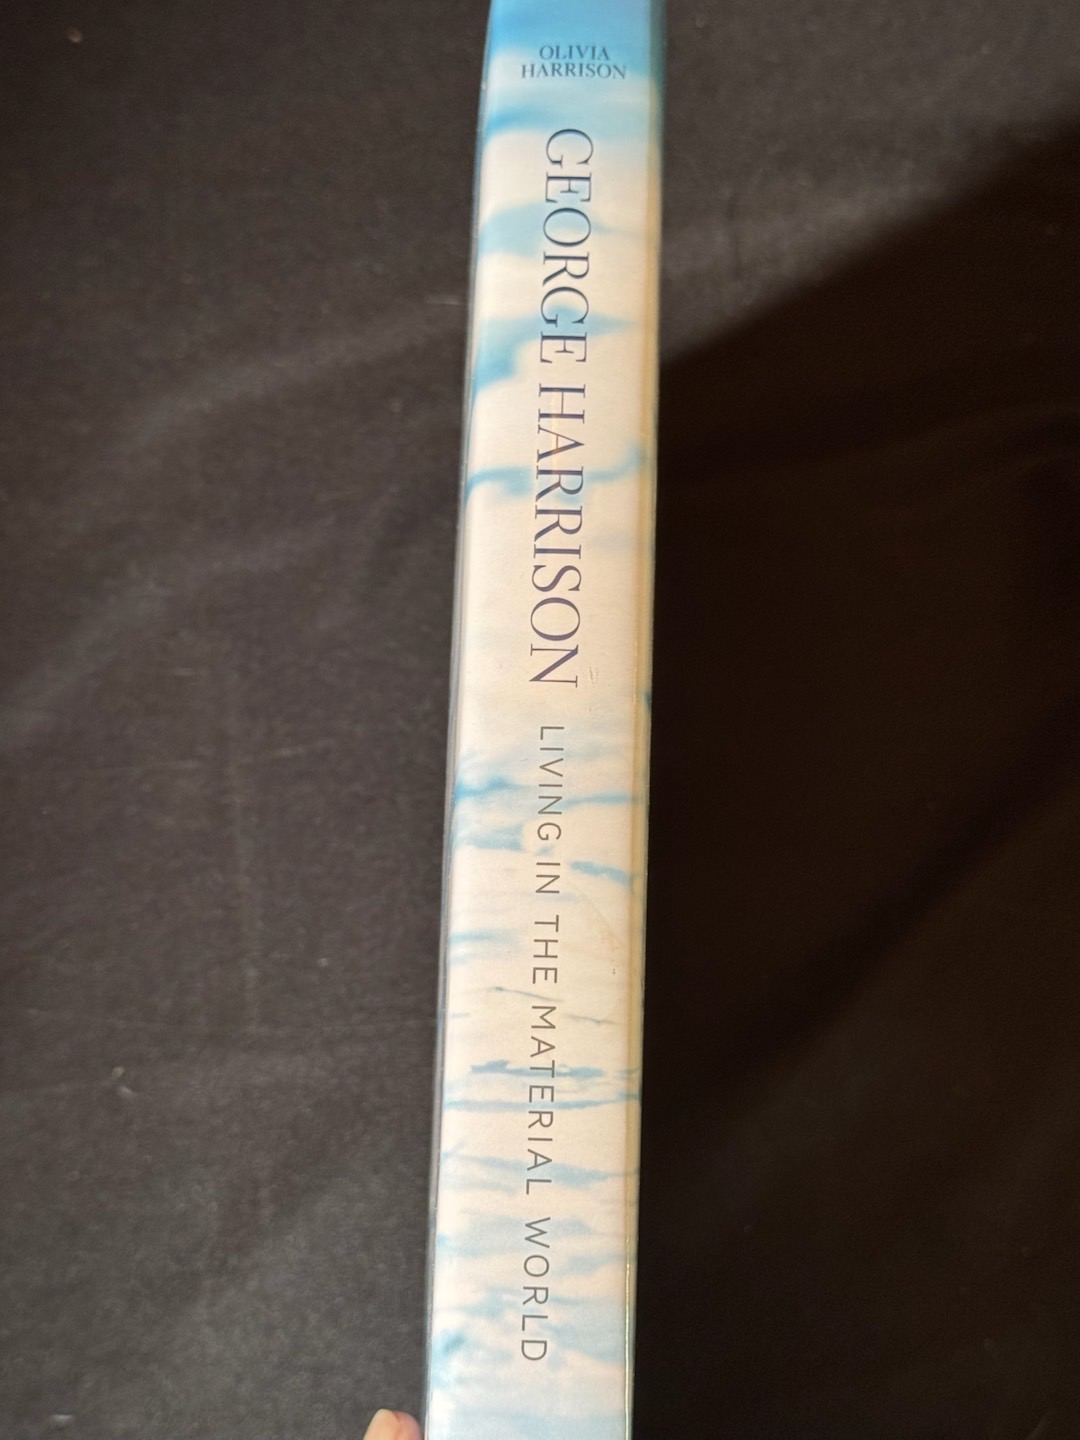 OLIVIA
HARRISON
GEORGE HARRISON LIVING IN THE MATERIAL WORLD